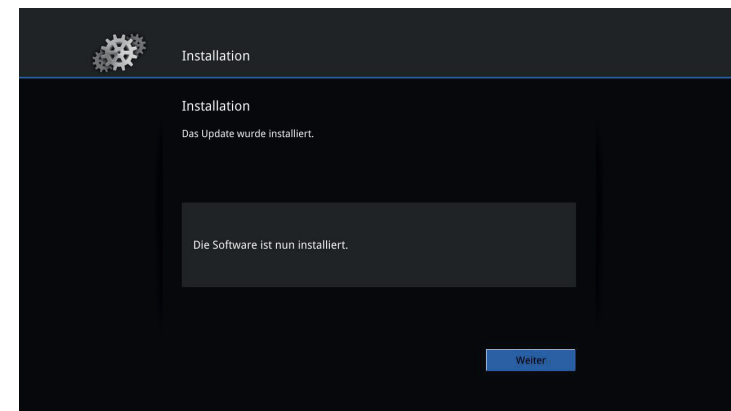 Installation
Installation
Das Update wurde installiert.
Die Software ist nun installiert.
Weiter